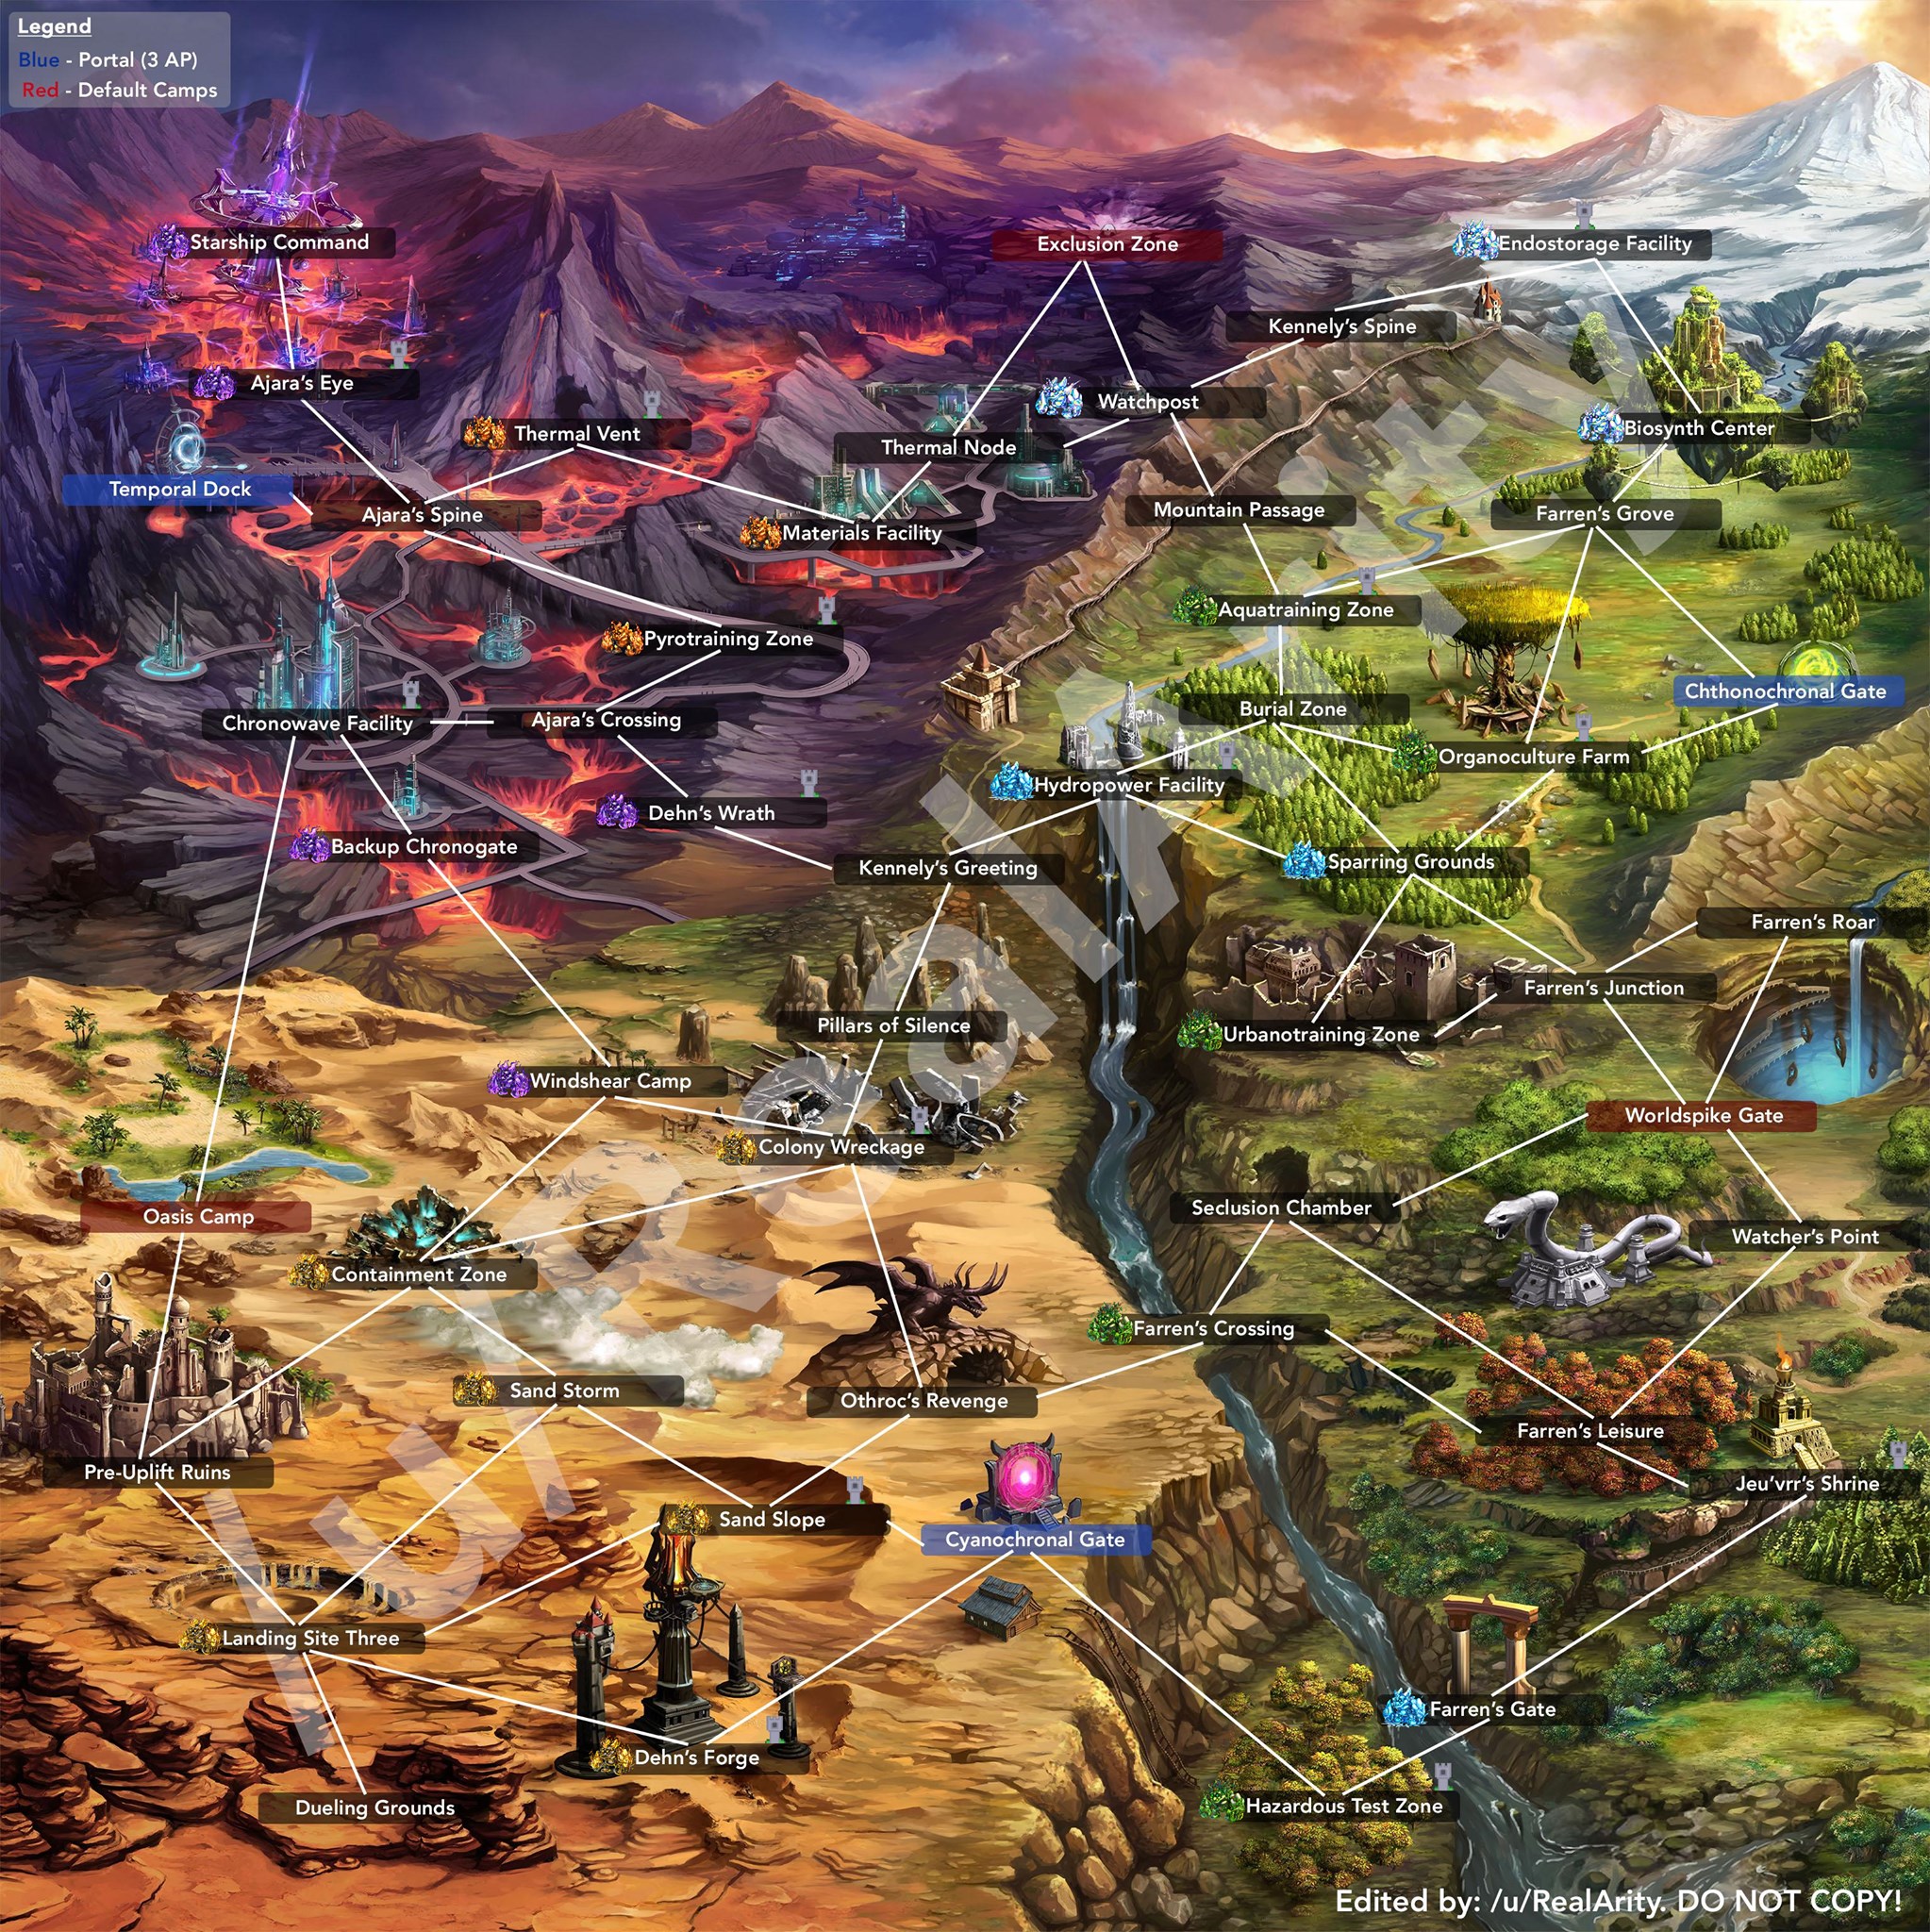 Legend
Blue - Portal (3 AP)
Red - Default Camps
Starship Command
Exclusion Zone
Endostorage Facility
Kennely's Spine
Ajara's Eye
Watchpost
Thermal Vent
Biosynth Center
Thermal Node
Temporal Dock
Ajara's Spine
Mountain Passage
Farren's Grove
Materials Facility
Aquatraining Zone
Pyrotraining Zone
Chthonochronal Gate
Burial Zone
Chronowave Facility
Ajara's Crossing
Organoculture Farm
Hydropower Facility
Dehn's Wrath
Backup Chronogate
Sparring Grounds
Kennely's Greeting
Farren's Roar
Farren's Junction
Pillars of Silence
Urbanotraining Zone
Windshear Camp
Worldspike Gate
Colony Wreckage
Seclusion Chamber
Oasis Camp
Watcher's Point
Containment Zone
Farren's Crossing
Sand Storm
Othroc's Revenge
Farren's Leisure
Pre-Uplift Ruins
Jeu'vrr's Shrine
Sand Slope
Cyanochronal Gate
Landing Site Three
Farren's Gate
Dehn's Forge
Hazardous Test Zone
Dueling Grounds
/u/RealArity
Edited by: /u/RealArity. DO NOT COPY!